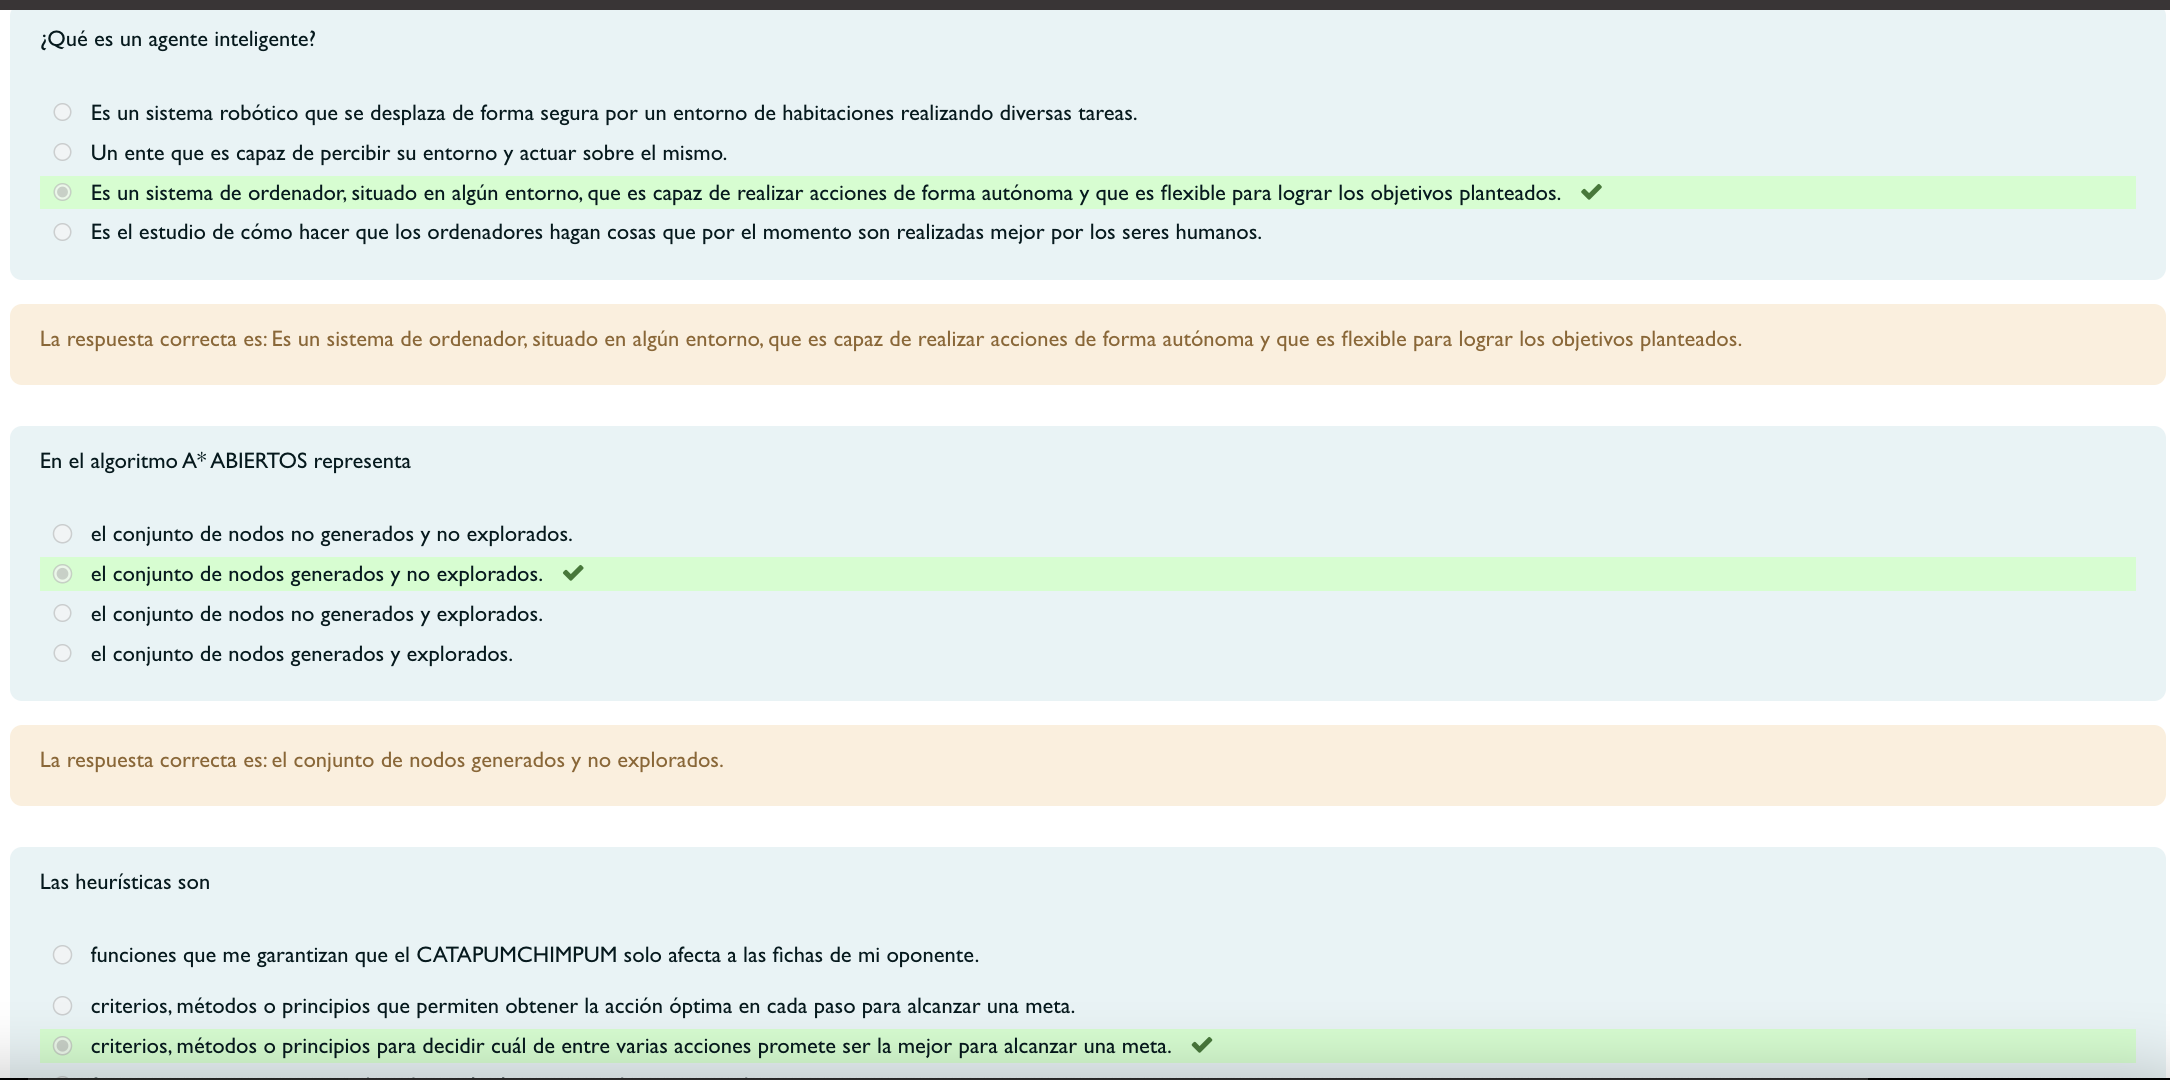 ¿Qué es un agente inteligente?
Es un sistema robótico que se desplaza de forma segura por un entorno de habitaciones realizando diversas tareas.
Un ente que es capaz de percibir su entorno y actuar sobre el mismo.
Es un sistema de ordenador, situado en algún entorno, que es capaz de realizar acciones de forma autónoma y que es flexible para lograr los objetivos planteados.
Es el estudio de cómo hacer que los ordenadores hagan cosas que por el momento son realizadas mejor por los seres humanos.
La respuesta correcta es: Es un sistema de ordenador, situado en algún entorno, que es capaz de realizar acciones de forma autónoma y que es flexible para lograr los objetivos planteados.
En el algoritmo A* ABIERTOS representa
el conjunto de nodos no generados y no explorados.
el conjunto de nodos generados y no explorados.
el conjunto de nodos no generados y explorados.
el conjunto de nodos generados y explorados.
La respuesta correcta es: el conjunto de nodos generados y no explorados.
Las heurísticas son
funciones que me garantizan que el CATAPUMCHIMPUM solo afecta a las fichas de mi oponente.
criterios, métodos o principios que permiten obtener la acción óptima en cada paso para alcanzar una meta.
criterios, métodos o principios para decidir cuál de entre varias acciones promete ser la mejor para alcanzar una meta.